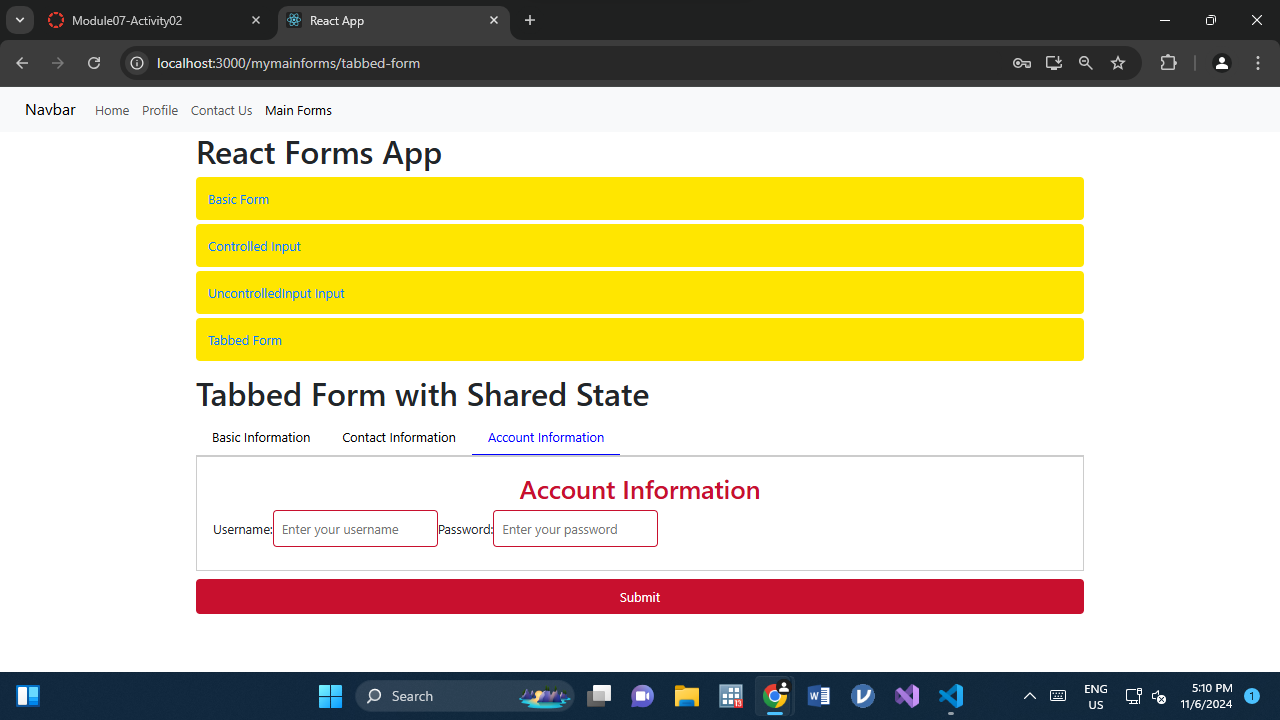 Module07-Activity02
React App
localhost:3000/mymainforms/tabbed-form
Navbar Home Profile Contact Us Main Forms
React Forms App
Basic Form
Controlled Input
UncontrolledInput Input
Tabbed Form
Tabbed Form with Shared State
Basic Information Contact Information Account Information
Account Information
Username: Enter your username Password: Enter your password
Submit
Search
13
ENG
US
5:10 PM
11/6/2024
1